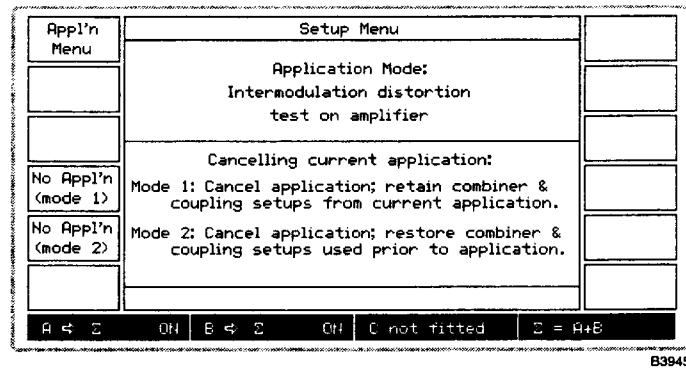 Appl'n
Menu
Setup Menu
Application Mode:
Intermodulation distortion
test on amplifier
Cancelling current application:
No Appl'n
(mode 1)
Mode 1: Cancel application; retain combiner &
coupling setups from current application.
No Appl'n
(mode 2)
Mode 2: Cancel application; restore combiner &
coupling setups used prior to application.
A ⇦ Σ ON B ⇦ Σ ON C not fitted Σ = A+B
B3945